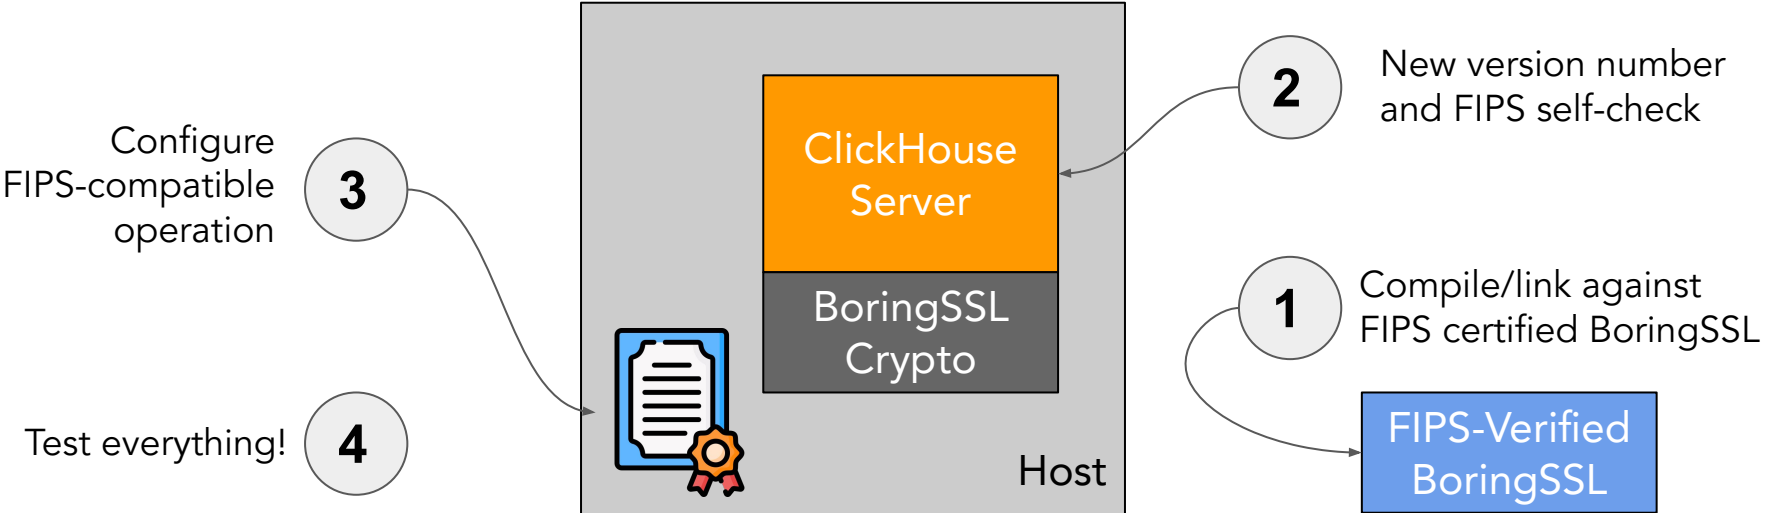 2
New version number
and FIPS self-check
ClickHouse
Server
Configure
FIPS-compatible
operation
3
BoringSSL
Crypto
1
Compile/link against
FIPS certified BoringSSL
Test everything!
4
Host
FIPS-Verified
BoringSSL